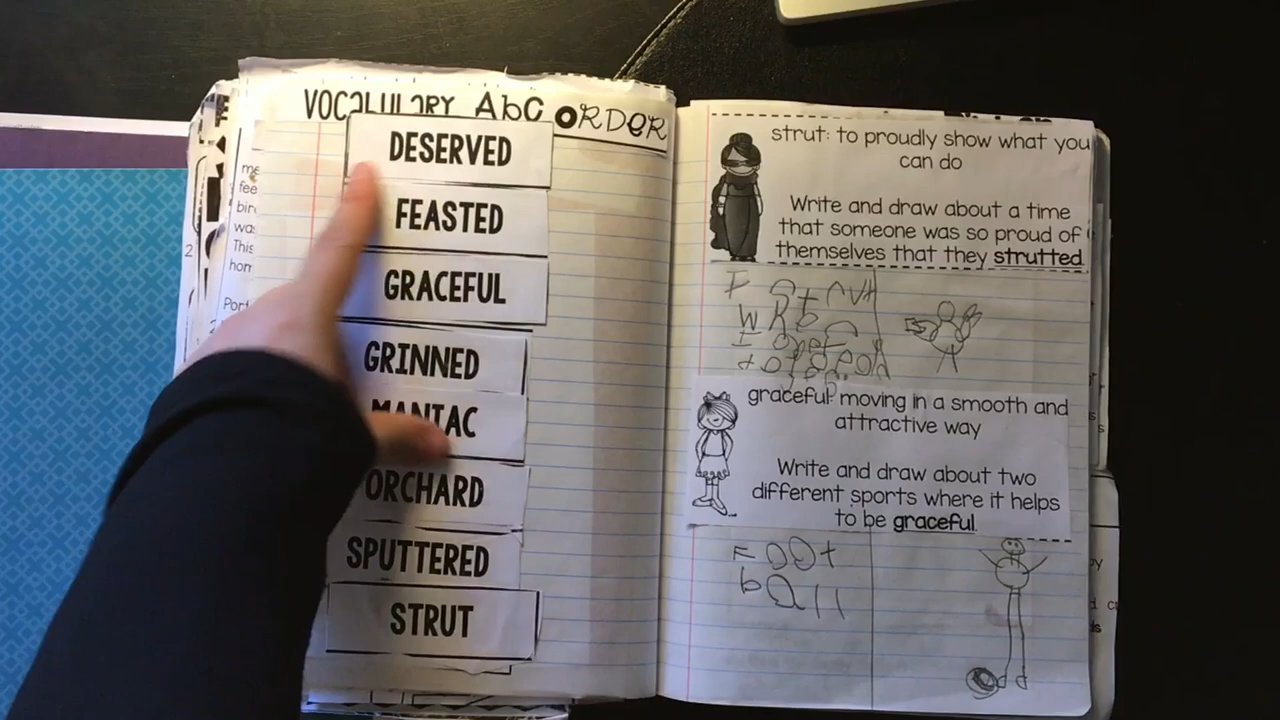 VOCABULARY ABC ORDER
DESERVED
FEASTED
GRACEFUL
GRINNED
MANIAC
ORCHARD
SPUTTERED
STRUT
strut: to proudly show what you
can do
Write and draw about a time
that someone was so proud of
themselves that they strutted.
graceful: moving in a smooth and
attractive way
Write and draw about two
different sports where it helps
to be graceful.
Foot
ball